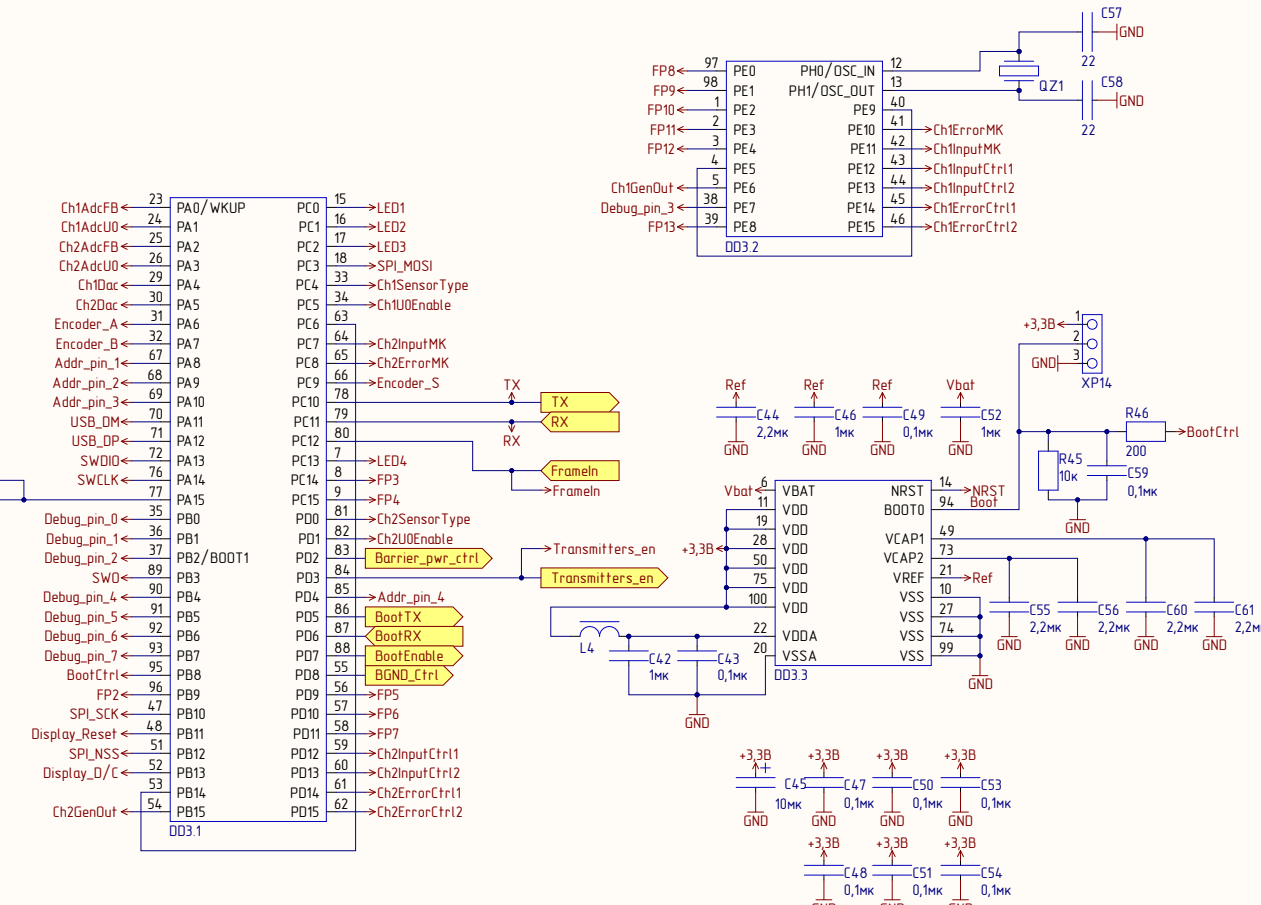 C57
GND
22
C58
GND
22
QZ1
FP8 97 PE0 PH0/OSC_IN 12
FP9 98 PE1 PH1/OSC_OUT 13
FP10 1 PE2 PE9 40
FP11 2 PE3 PE10 41 Ch1ErrorMK
FP12 3 PE4 PE11 42 Ch1InputMK
4 PE5 PE12 43 Ch1InputCtrl1
Ch1GenOut 5 PE6 PE13 44 Ch1InputCtrl2
Debug_pin_3 38 PE7 PE14 45 Ch1ErrorCtrl1
FP13 39 PE8 PE15 46 Ch1ErrorCtrl2
DD3.2
Ch1AdcFB 23 PA0/WKUP PC0 15 LED1
Ch1AdcU0 24 PA1 PC1 16 LED2
Ch2AdcFB 25 PA2 PC2 17 LED3
Ch2AdcU0 26 PA3 PC3 18 SPI_MOSI
Ch1Dac 29 PA4 PC4 33 Ch1SensorType
Ch2Dac 30 PA5 PC5 34 Ch1U0Enable
Encoder_A 31 PA6 PC6 63
Encoder_B 32 PA7 PC7 64 Ch2InputMK
Addr_pin_1 67 PA8 PC8 65 Ch2ErrorMK
Addr_pin_2 68 PA9 PC9 66 Encoder_S
Addr_pin_3 69 PA10 PC10 78 TX TX
USB_DM 70 PA11 PC11 79 RX RX
USB_DP 71 PA12 PC12 80
SWDIO 72 PA13 PC13 7 LED4
SWCLK 76 PA14 PC14 8 FP3 FrameIn
77 PA15 PC15 9 FP4 FrameIn
Debug_pin_0 35 PB0 PD0 81 Ch2SensorType
Debug_pin_1 36 PB1 PD1 82 Ch2U0Enable
Debug_pin_2 37 PB2/BOOT1 PD2 83 Barrier_pwr_ctrl Transmitters_en
SWO 89 PB3 PD3 84 Transmitters_en
Debug_pin_4 90 PB4 PD4 85 Addr_pin_4
Debug_pin_5 91 PB5 PD5 86 BootTX
Debug_pin_6 92 PB6 PD6 87 BootRX
Debug_pin_7 93 PB7 PD7 88 BootEnable
BootCtrl 95 PB8 PD8 55 BGND_Ctrl
FP2 96 PB9 PD9 56 FP5
SPI_SCK 47 PB10 PD10 57 FP6
Display_Reset 48 PB11 PD11 58 FP7
SPI_NSS 51 PB12 PD12 59 Ch2InputCtrl1
Display_D/C 52 PB13 PD13 60 Ch2InputCtrl2
53 PB14 PD14 61 Ch2ErrorCtrl1
Ch2GenOut 54 PB15 PD15 62 Ch2ErrorCtrl2
DD3.1
+3,3В 1
2
GND 3
XP14
Ref Ref Ref Vbat
C44 C46 C49 C52
2,2мк 1мк 0,1мк 1мк
GND GND GND GND
R46
200
BootCtrl
R45
10к
C59
0,1мк
GND
Vbat 6 VBAT NRST 14 NRST
11 VDD BOOT0 94 Boot
19 VDD
+3,3В 28 VDD VCAP1 49
50 VDD VCAP2 73
75 VDD VREF 21 Ref
100 VDD VSS 10
VSS 27
22 VDDA VSS 74
20 VSSA VSS 99
DD3.3
GND
L4
C42 C43
1мк 0,1мк
GND
C55 C56 C60 C61
2,2мк 2,2мк 2,2мк 2,2м
GND GND GND GND
+3,3В +3,3В +3,3В +3,3В
+
C45 C47 C50 C53
10мк 0,1мк 0,1мк 0,1мк
GND GND GND GND
+3,3В +3,3В +3,3В
C48 C51 C54
0,1мк 0,1мк 0,1мк
GND GND GND